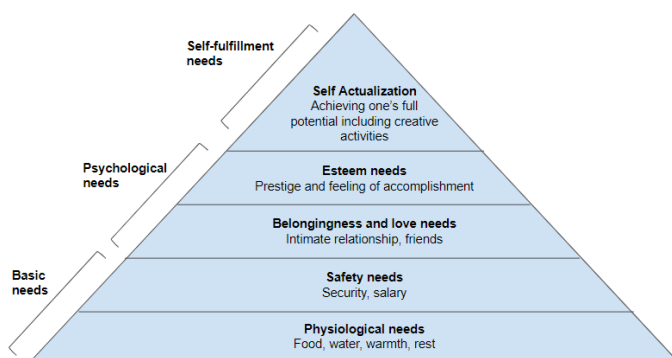 Self-fulfillment
needs
Self Actualization
Achieving one's full
potential including creative
activities
Psychological
needs
Esteem needs
Prestige and feeling of accomplishment
Belongingness and love needs
Intimate relationship, friends
Basic
needs
Safety needs
Security, salary
Physiological needs
Food, water, warmth, rest